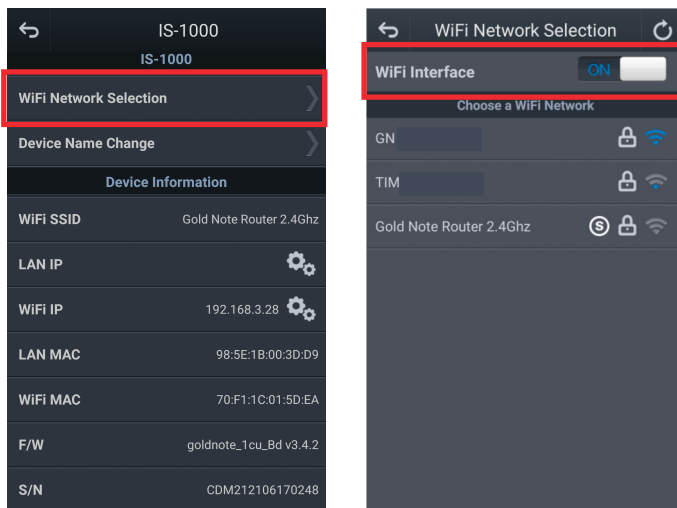 IS-1000
IS-1000
WiFi Network Selection
Device Name Change
Device Information
WiFi SSID Gold Note Router 2.4Ghz
LAN IP
WiFi IP 192.168.3.28
LAN MAC 98:5E:1B:00:3D:D9
WiFi MAC 70:F1:1C:01:5D:EA
F/W goldnote_1cu_Bd v3.4.2
S/N CDM212106170248
WiFi Network Selection
WiFi Interface ON
Choose a WiFi Network
GN
TIM
Gold Note Router 2.4Ghz S